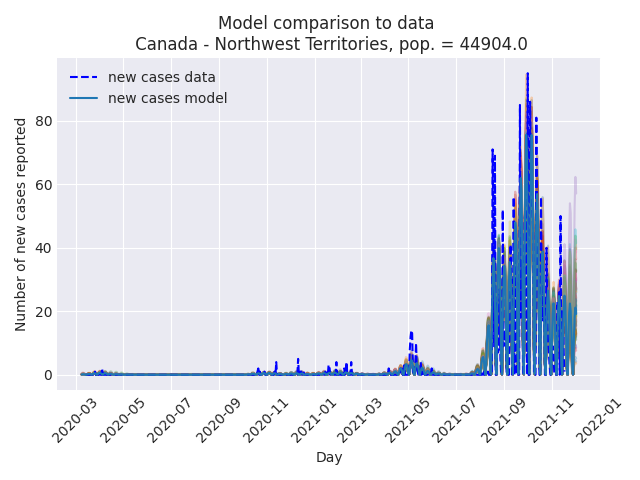 Model comparison to data
Canada - Northwest Territories, pop. = 44904.0
new cases data
new cases model
Number of new cases reported
80
60
40
20
0
2020-03
2020-05
2020-07
2020-09
2020-11
2021-01
2021-03
2021-05
2021-07
2021-09
2021-11
2022-01
Day